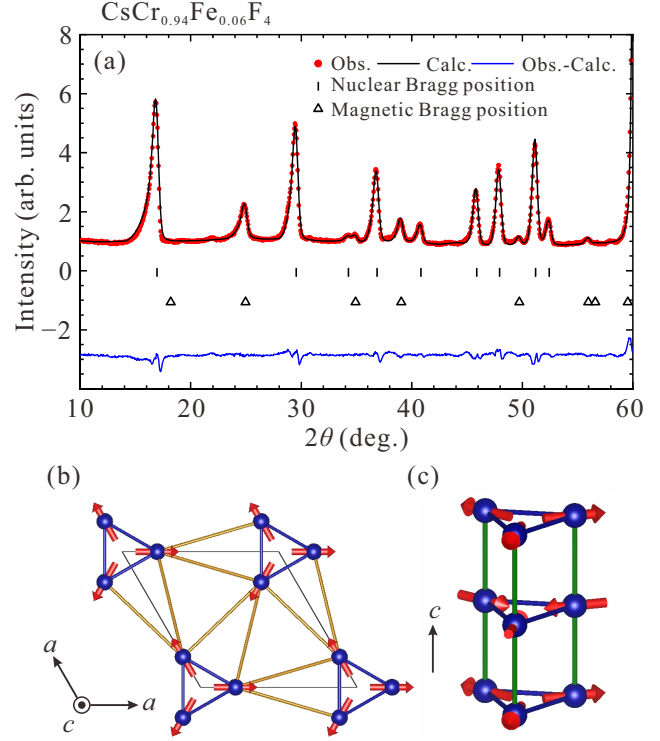 CsCr₀.₉₄Fe₀.₀₆F₄
(a)
Obs. Calc. Obs.-Calc.
Nuclear Bragg position
Magnetic Bragg position
Intensity (arb. units)
8
6
4
2
0
−2
10 20 30 40 50 60
2θ (deg.)
(b)
(c)
a
c
a
c